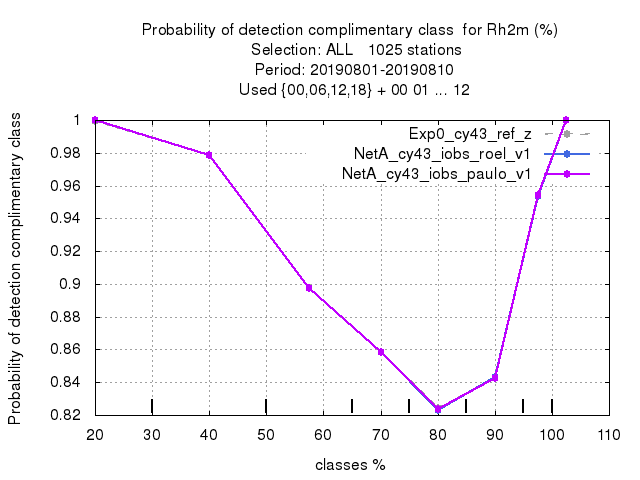 Probability of detection complimentary class  for Rh2m (%)
Selection: ALL   1025 stations
Period: 20190801-20190810
Used {00,06,12,18} + 00 01 ... 12
Probability of detection complimentary class
1
0.98
0.96
0.94
0.92
0.9
0.88
0.86
0.84
0.82
Exp0_cy43_ref_z
NetA_cy43_iobs_roel_v1
NetA_cy43_iobs_paulo_v1
20 30 40 50 60 70 80 90 100 110
classes %